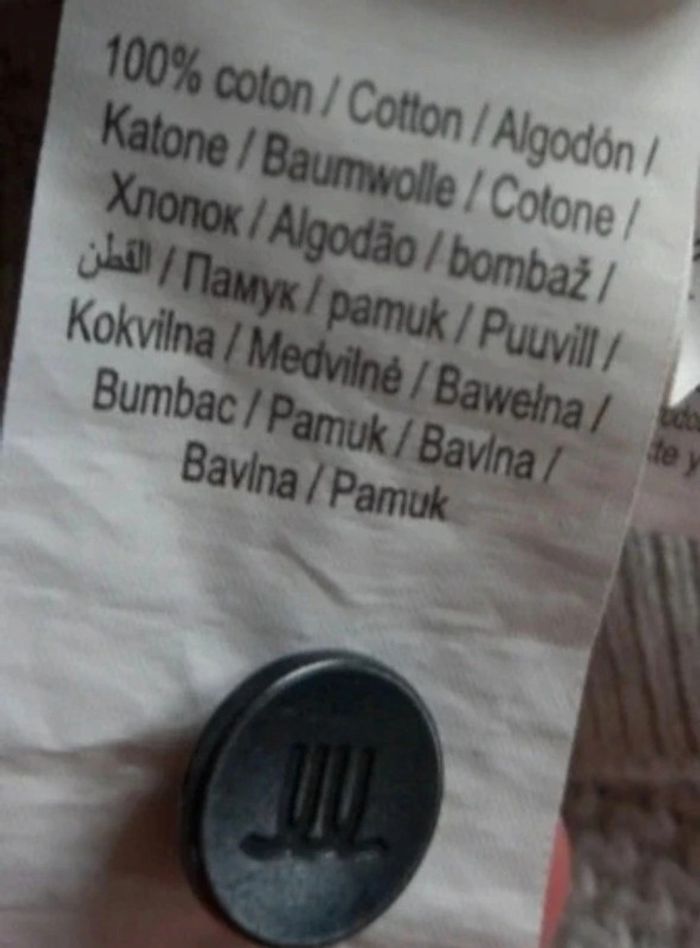 100% coton / Cotton / Algodón /
Katone / Baumwolle / Cotone /
Хлопок / Algodão / bombaž /
القطن / Памук / pamuk / Puuvill /
Kokvilna / Medvilnė / Bawełna /
Bumbac / Pamuk / Bavlna /
Bavlna / Pamuk
te y